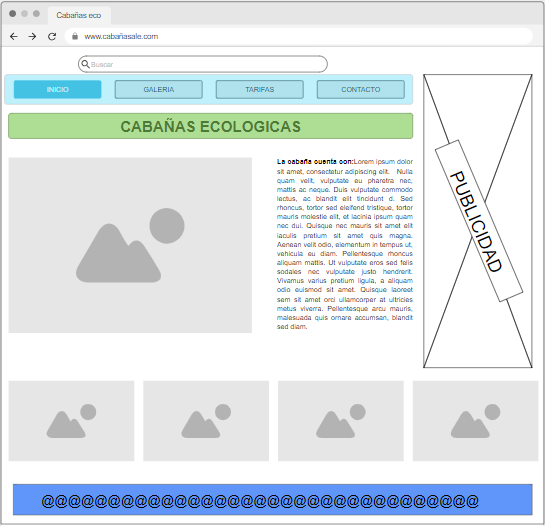 Cabañas eco
www.cabañasale.com
Buscar
INICIO
GALERIA
TARIFAS
CONTACTO
CABAÑAS ECOLOGICAS
La cabaña cuenta con:Lorem ipsum dolor
sit amet, consectetur adipiscing elit. Nulla
quam velit, vulputate eu pharetra nec,
mattis ac neque. Duis vulputate commodo
lectus, ac blandit elit tincidunt d. Sed
rhoncus, tortor sed eleifend tristique, tortor
mauris molestie elit, et lacinia ipsum quam
nec dui. Quisque nec mauris sit amet elit
iaculis pretium sit amet quis magna.
Aenean velit odio, elementum in tempus ut,
vehicula eu diam. Pellentesque rhoncus
aliquam mattis. Ut vulputate eros sed felis
sodales nec vulputate justo hendrerit.
Vivamus varius pretium ligula, a aliquam
odio euismod sit amet. Quisque laoreet
sem sit amet orci ullamcorper at ultricies
metus viverra. Pellentesque arcu mauris,
malesuada quis ornare accumsan, blandit
sed diam.
PUBLICIDAD
@@@@@@@@@@@@@@@@@@@@@@@@@@@@@@@@@